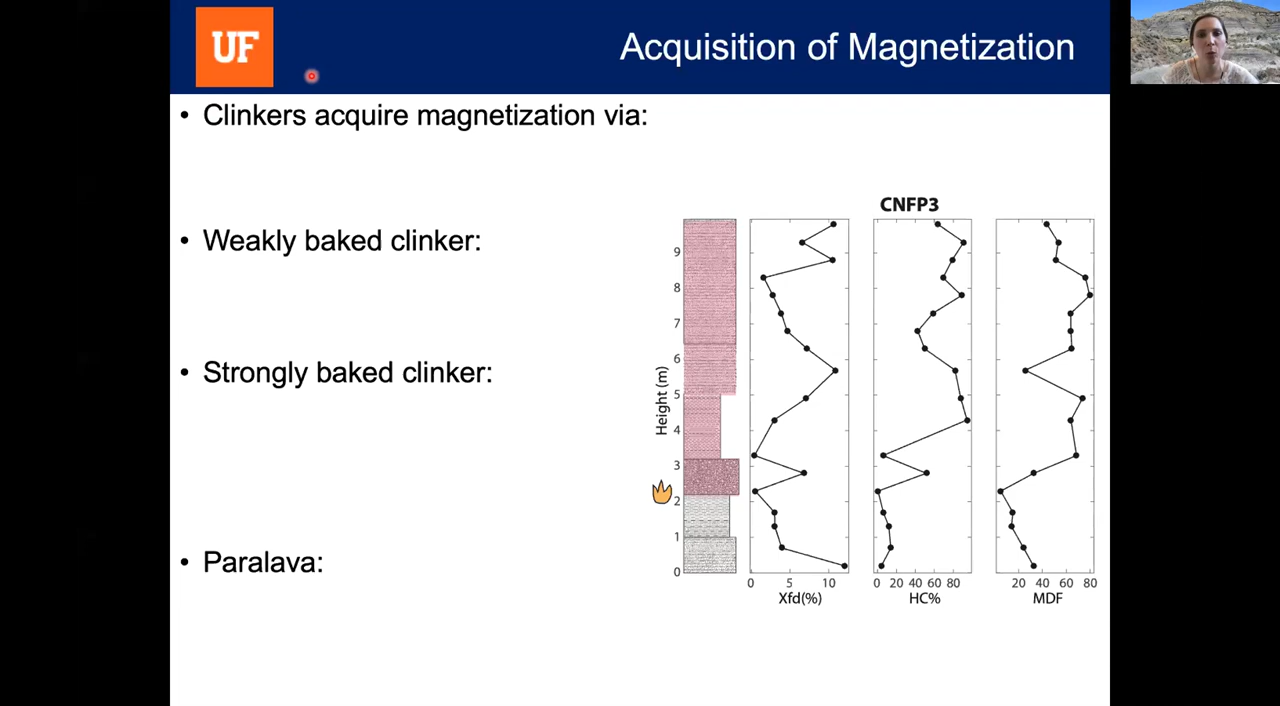 UF
Acquisition of Magnetization
• Clinkers acquire magnetization via:
• Weakly baked clinker:
• Strongly baked clinker:
• Paralava:
CNFP3
Height (m)
9
8
7
6
5
4
3
2
1
0
0 5 10
Xfd(%)
0 20 40 60 80
HC%
20 40 60 80
MDF